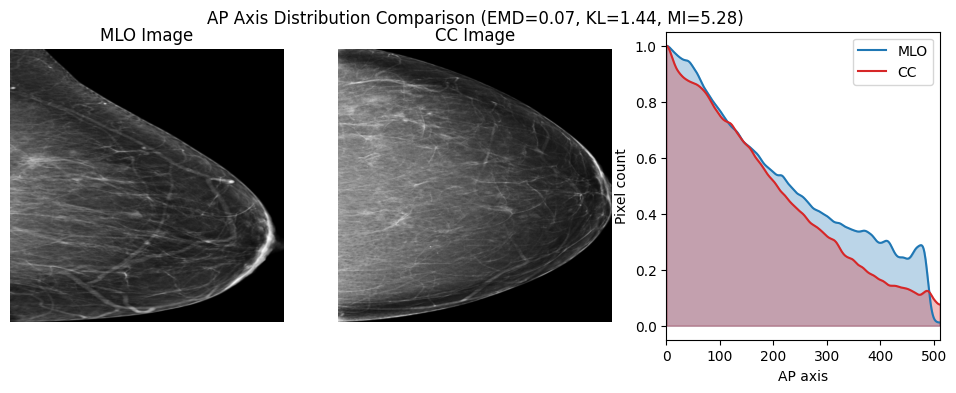 AP Axis Distribution Comparison (EMD=0.07, KL=1.44, MI=5.28)
MLO Image
CC Image
MLO
CC
Pixel count
1.0
0.8
0.6
0.4
0.2
0.0
0 100 200 300 400 500
AP axis